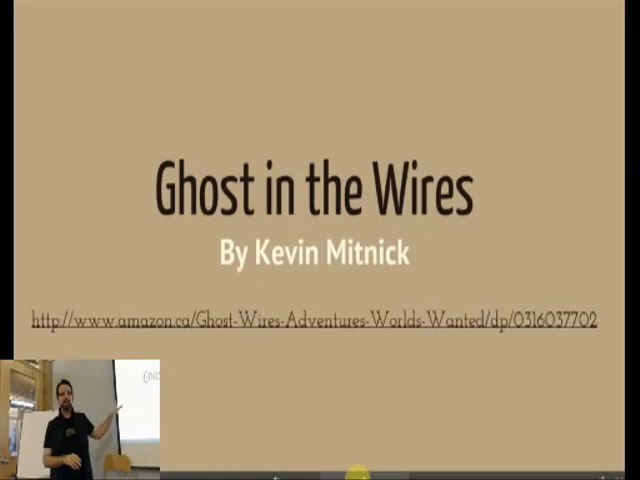 Ghost in the Wires
By Kevin Mitnick
http://www.amazon.ca/Ghost-Wires-Adventures-Worlds-Wanted/dp/0316037702